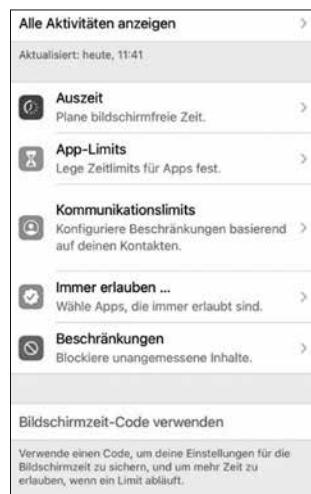 Alle Aktivitäten anzeigen
Aktualisiert: heute, 11:41
Auszeit
Plane bildschirmfreie Zeit.
App-Limits
Lege Zeitlimits für Apps fest.
Kommunikationslimits
Konfiguriere Beschränkungen basierend
auf deinen Kontakten.
Immer erlauben ...
Wähle Apps, die immer erlaubt sind.
Beschränkungen
Blockiere unangemessene Inhalte.
Bildschirmzeit-Code verwenden
Verwende einen Code, um deine Einstellungen für die
Bildschirmzeit zu sichern, und um mehr Zeit zu
erlauben, wenn ein Limit abläuft.